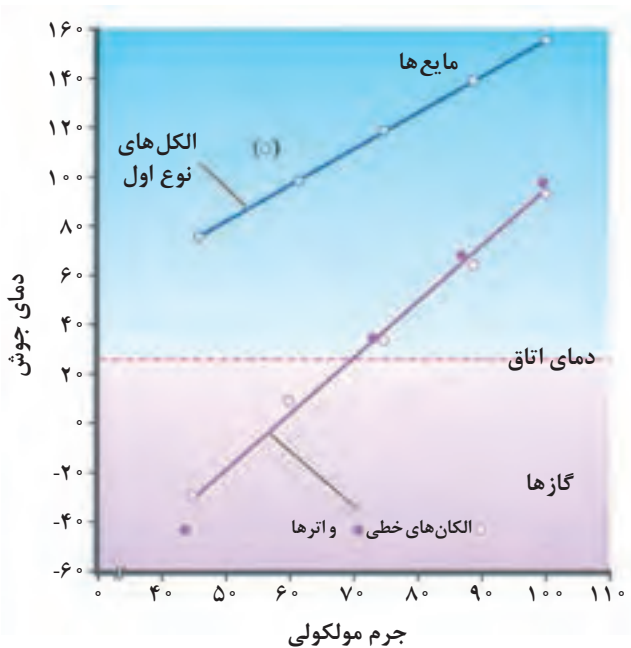 ۱۶۰
مایع‌ها
۱۴۰
۱۲۰
الکل‌های
نوع اول
۱۰۰
۸۰
۶۰
۴۰
دمای جوش
دمای اتاق
۲۰
۰
-۲۰
گازها
-۴۰
الکان‌های خطی و اترها
-۶۰
۰ ۴۰ ۵۰ ۶۰ ۷۰ ۸۰ ۹۰ ۱۰۰ ۱۱۰
جرم مولکولی